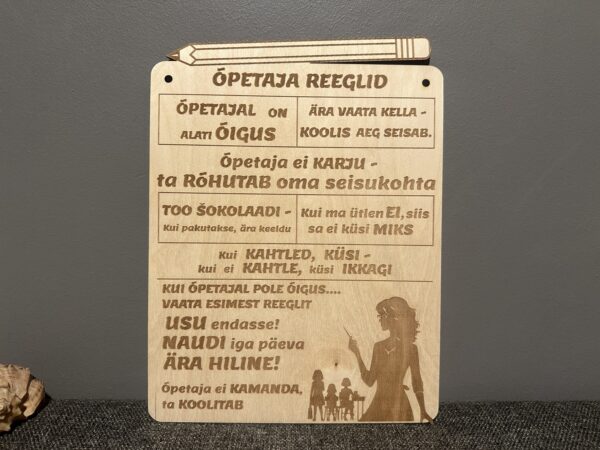 ÕPETAJA REEGLID
ÕPETAJAL ON
ALATI ÕIGUS
ÄRA VAATA KELLA -
KOOLIS AEG SEISAB.
Õpetaja ei KARJU -
ta RÕHUTAB oma seisukohta
TOO ŠOKOLAADI -
Kui pakutakse, ära keeldu
Kui ma ütlen EI, siis
sa ei küsi MIKS
Kui KAHTLED, KÜSI -
kui ei KAHTLE, küsi IKKAGI
KUI ÕPETAJAL POLE ÕIGUS....
VAATA ESIMEST REEGLIT
USU endasse!
NAUDI iga päeva
ÄRA HILINE!
Õpetaja ei KAMANDA,
ta KOOLITAB